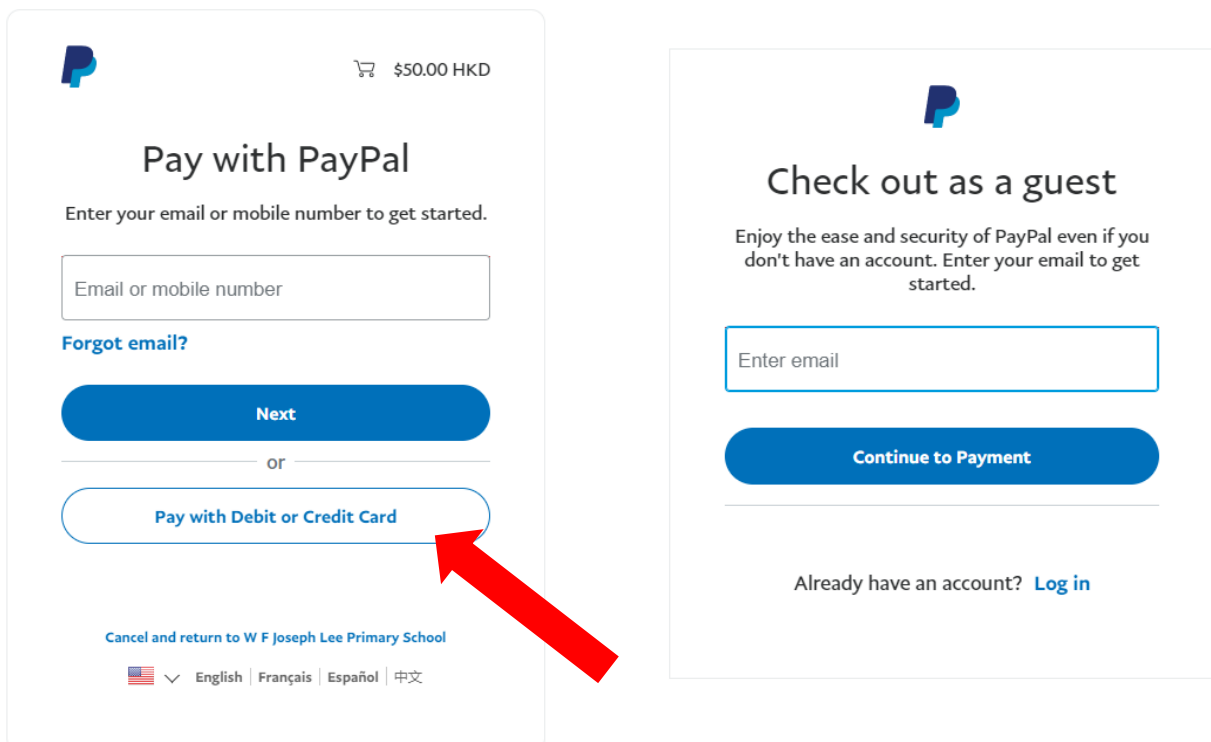 $50.00 HKD
Pay with PayPal
Enter your email or mobile number to get started.
Email or mobile number
Forgot email?
Next
or
Pay with Debit or Credit Card
Cancel and return to W F Joseph Lee Primary School
English Français Español 中文
Check out as a guest
Enjoy the ease and security of PayPal even if you
don't have an account. Enter your email to get
started.
Enter email
Continue to Payment
Already have an account? Log in